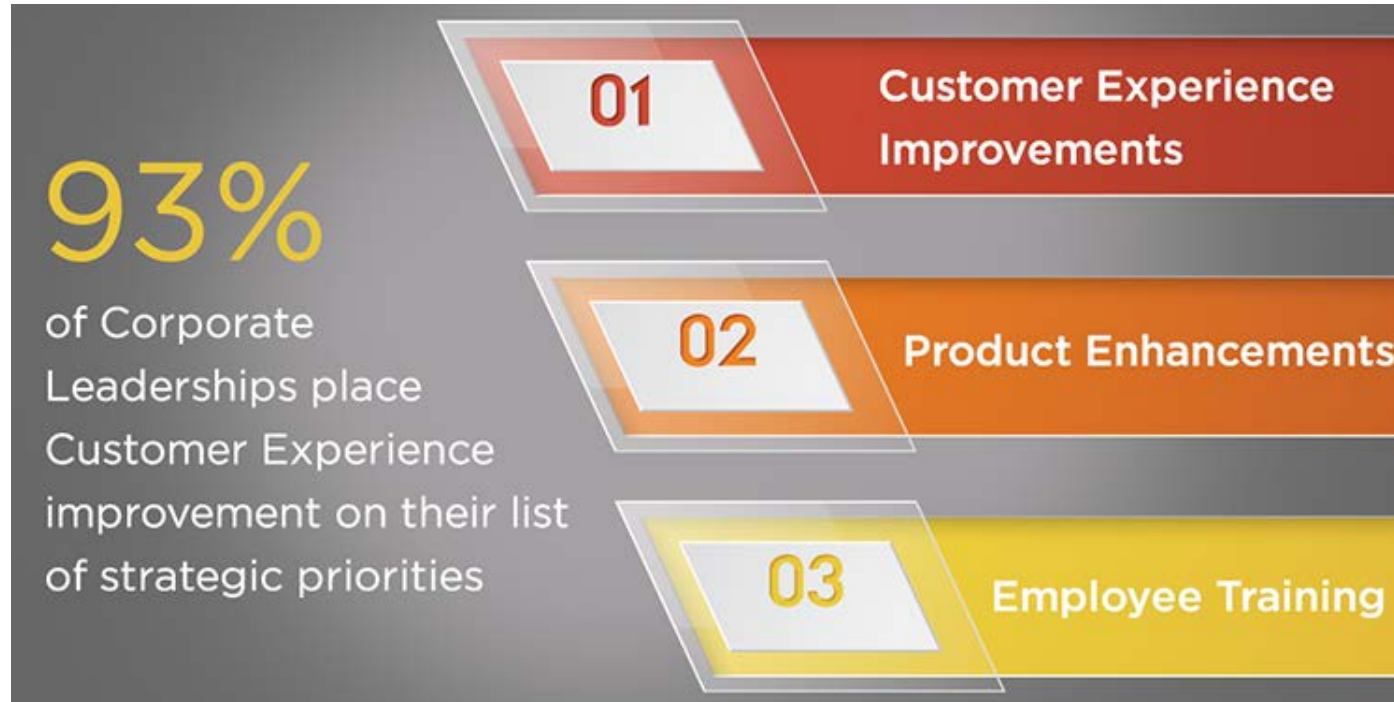 93%
of Corporate
Leaderships place
Customer Experience
improvement on their list
of strategic priorities
01
Customer Experience
Improvements
02
Product Enhancements
03
Employee Training